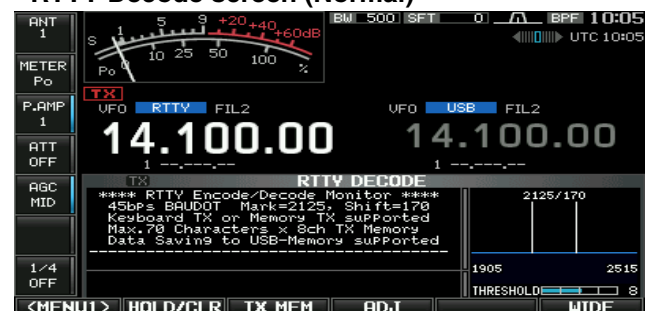 RTTY Decode screen (Normal)
ANT
1
BW 500 SFT 0 BPF 10:05
UTC 10:05
S 1 5 9 +20 +40 +60dB
Po 10 25 50 100 %
METER
Po
TX
P.AMP
1
VFO RTTY FIL2
VFO USB FIL2
14.100.00
14.100.00
1 --.---.--
1 --.---.--
ATT
OFF
AGC
MID
TX RTTY DECODE
**** RTTY Encode/Decode Monitor ****
45bps BAUDOT Mark=2125, Shift=170
Keyboard TX or Memory TX supported
Max.70 Characters x 8ch TX Memory
Data Saving to USB-Memory supported
------------------------------------
2125/170
1905 2515
THRESHOLD 8
1/4
OFF
<MENU1> HOLD/CLR TX MEM ADJ WIDE